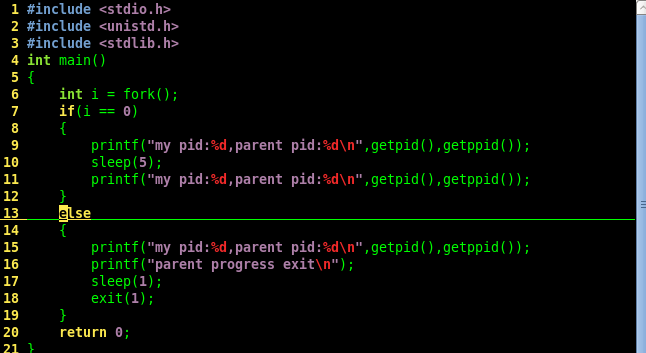 1 #include <stdio.h>
2 #include <unistd.h>
3 #include <stdlib.h>
4 int main()
5 {
6     int i = fork();
7     if(i == 0)
8     {
9         printf("my pid:%d,parent pid:%d\n",getpid(),getppid());
10         sleep(5);
11         printf("my pid:%d,parent pid:%d\n",getpid(),getppid());
12     }
13     else
14     {
15         printf("my pid:%d,parent pid:%d\n",getpid(),getppid());
16         printf("parent progress exit\n");
17         sleep(1);
18         exit(1);
19     }
20     return 0;
21 }